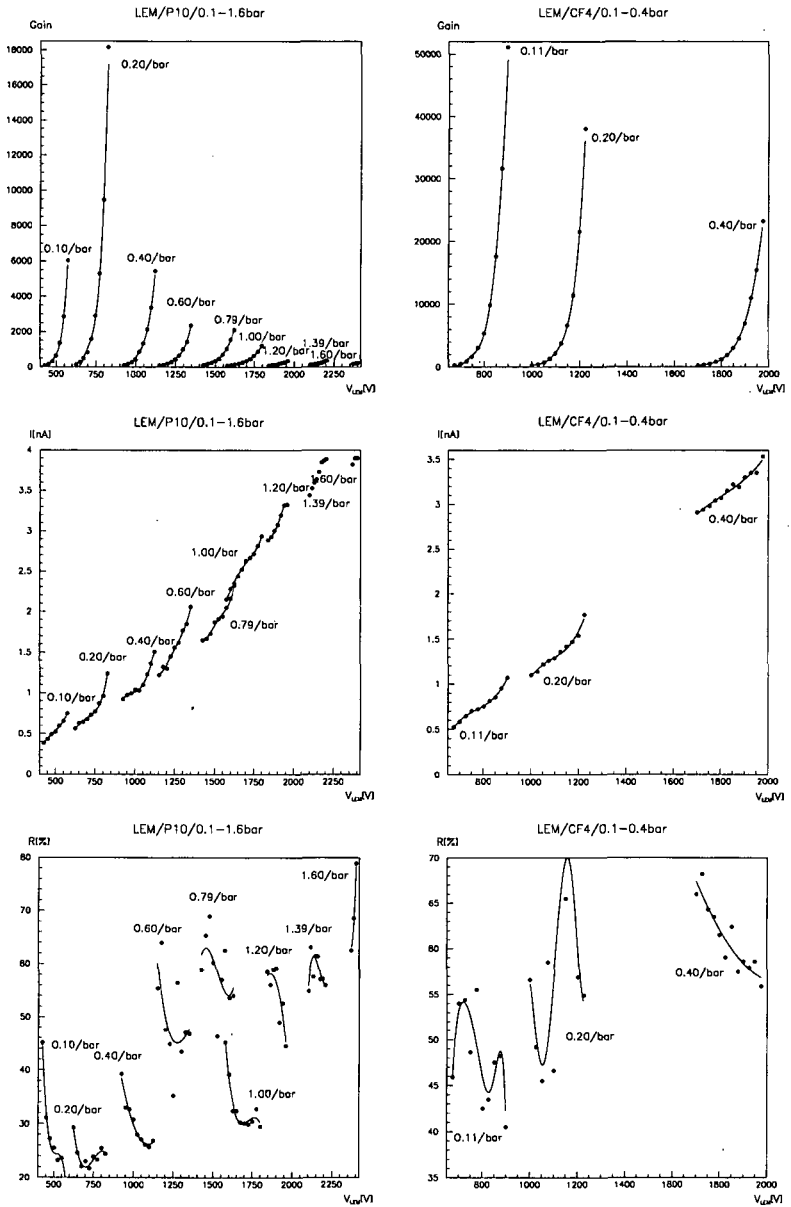 LEM/P10/0.1-1.6bar
Gain
18000
16000
14000
12000
10000
8000
6000
4000
2000
0
0.10/bar
0.20/bar
0.40/bar
0.60/bar
0.79/bar
1.00/bar
1.20/bar
1.39/bar
1.60/bar
500 750 1000 1250 1500 1750 2000 2250
V_LEM[V]
LEM/CF4/0.1-0.4bar
Gain
50000
40000
30000
20000
10000
0
0.11/bar
0.20/bar
0.40/bar
800 1000 1200 1400 1600 1800 2000
V_LEM[V]
LEM/P10/0.1-1.6bar
I[nA]
4
3.5
3
2.5
2
1.5
1
0.5
0
0.10/bar
0.20/bar
0.40/bar
0.60/bar
0.79/bar
1.00/bar
1.20/bar
1.60/bar
1.39/bar
500 750 1000 1250 1500 1750 2000 2250
V_LEM[V]
LEM/CF4/0.1-0.4bar
I[nA]
3.5
3
2.5
2
1.5
1
0.5
0
0.11/bar
0.20/bar
0.40/bar
800 1000 1200 1400 1600 1800 2000
V_LEM[V]
LEM/P10/0.1-1.6bar
R[%]
80
70
60
50
40
30
20
0.10/bar
0.20/bar
0.40/bar
0.60/bar
0.79/bar
1.00/bar
1.20/bar
1.39/bar
1.60/bar
500 750 1000 1250 1500 1750 2000 2250
V_LEM[V]
LEM/CF4/0.1-0.4bar
R[%]
70
65
60
55
50
45
40
35
0.11/bar
0.20/bar
0.40/bar
800 1000 1200 1400 1600 1800 2000
V_LEM[V]